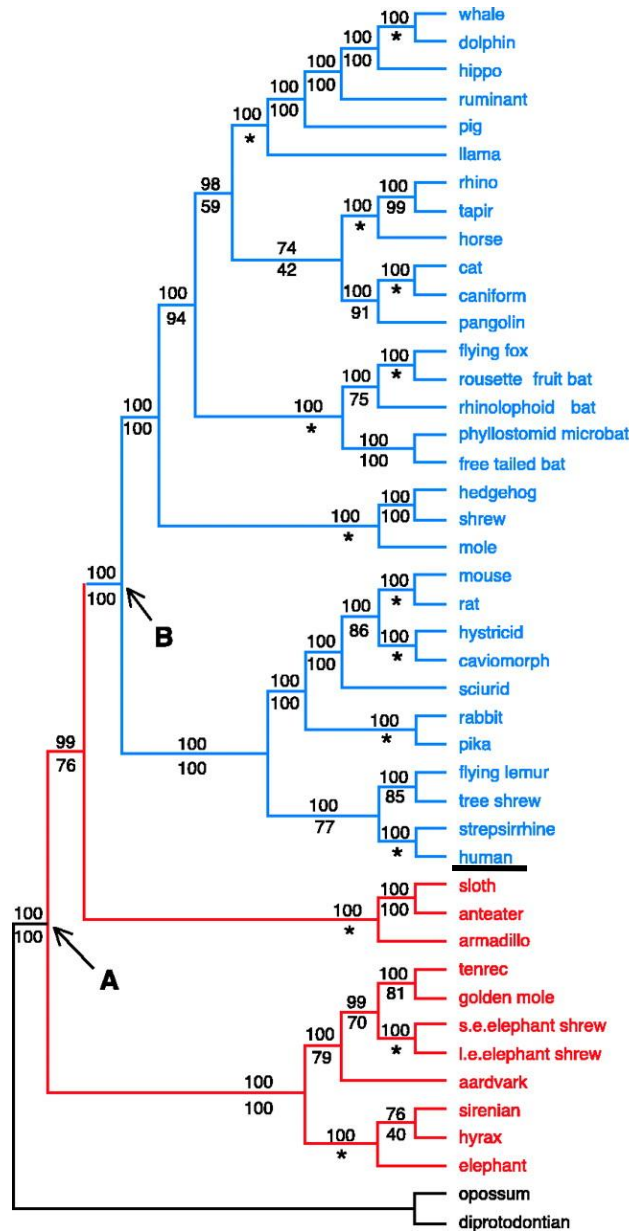 100 whale
* dolphin
100
100 hippo
100
100 ruminant
100
100 pig
100
* llama
98
59
100 rhino
99 tapir
100
* horse
74
42
100 cat
* caniform
100
91 pangolin
100
94
100 flying fox
* rousette fruit bat
100
75 rhinolophoid bat
100
*
100 phyllostomid microbat
100 free tailed bat
100
100
100 hedgehog
100 shrew
100
* mole
100
100
B
100 mouse
* rat
100
86
100 hystricid
* caviomorph
100
100 sciurid
100
100
100 rabbit
* pika
100
100
99
76
100 flying lemur
85 tree shrew
100
77
100 strepsirrhine
* human
100 sloth
100 anteater
100
* armadillo
100
100
A
100 tenrec
81 golden mole
99
70
100 s.e.elephant shrew
* l.e.elephant shrew
100
79 aardvark
100
100
76 sirenian
40 hyrax
100
* elephant
opossum
diprotodontian